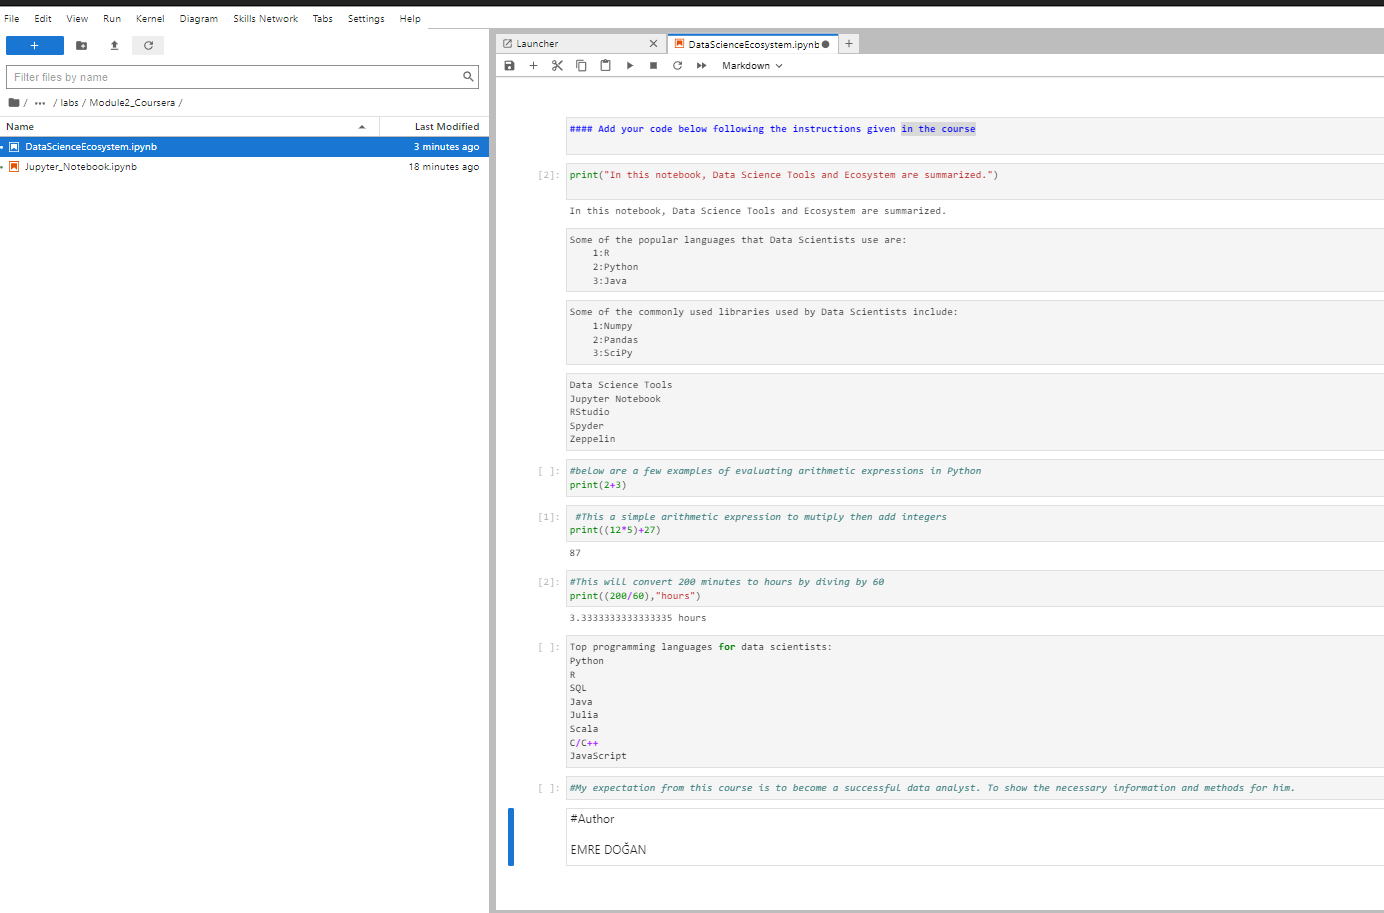 File Edit View Run Kernel Diagram Skills Network Tabs Settings Help
+
Filter files by name
/ ··· / labs / Module2_Coursera /
Name Last Modified
DataScienceEcosystem.ipynb 3 minutes ago
Jupyter_Notebook.ipynb 18 minutes ago
Launcher DataScienceEcosystem.ipynb
Markdown
#### Add your code below following the instructions given in the course
[2]: print("In this notebook, Data Science Tools and Ecosystem are summarized.")
In this notebook, Data Science Tools and Ecosystem are summarized.
Some of the popular languages that Data Scientists use are:
1:R
2:Python
3:Java
Some of the commonly used libraries used by Data Scientists include:
1:Numpy
2:Pandas
3:SciPy
Data Science Tools
Jupyter Notebook
RStudio
Spyder
Zeppelin
[ ]: #below are a few examples of evaluating arithmetic expressions in Python
print(2+3)
[1]: #This a simple arithmetic expression to mutiply then add integers
print((12*5)+27)
87
[2]: #This will convert 200 minutes to hours by diving by 60
print((200/60),"hours")
3.3333333333333335 hours
[ ]: Top programming languages for data scientists:
Python
R
SQL
Java
Julia
Scala
C/C++
JavaScript
[ ]: #My expectation from this course is to become a successful data analyst. To show the necessary information and methods for him.
#Author
EMRE DOĞAN